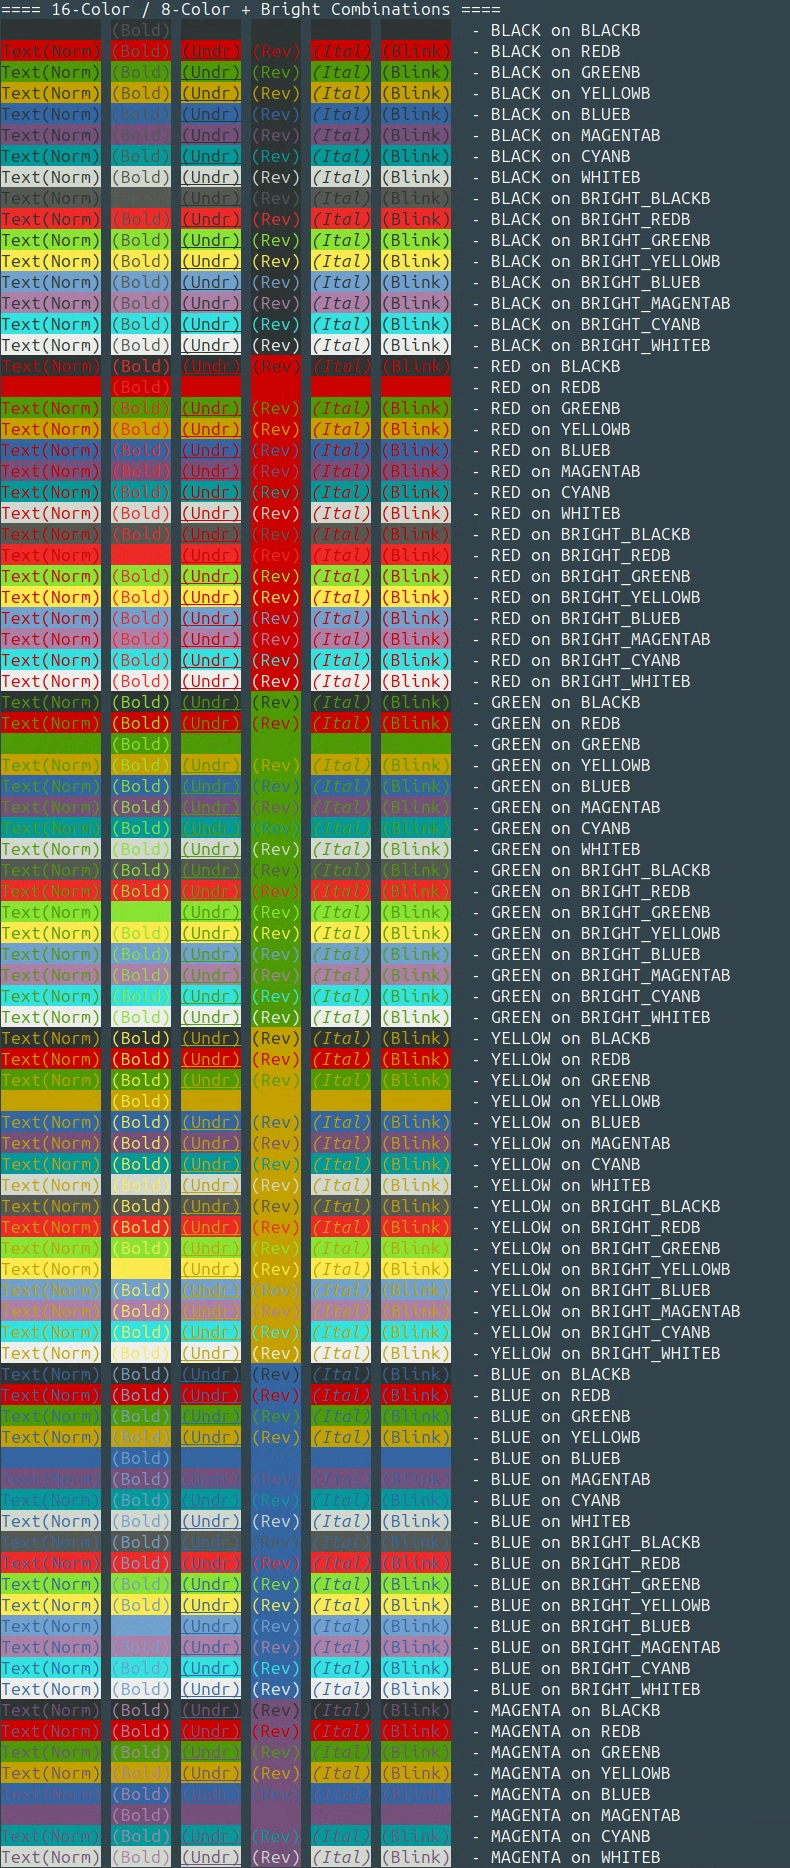 ==== 16-Color / 8-Color + Bright Combinations ====
(Bold) - BLACK on BLACKB
Text(Norm) (Bold) (Undr) (Rev) (Ital) (Blink) - BLACK on REDB
Text(Norm) (Bold) (Undr) (Rev) (Ital) (Blink) - BLACK on GREENB
Text(Norm) (Bold) (Undr) (Rev) (Ital) (Blink) - BLACK on YELLOWB
Text(Norm) (Bold) (Undr) (Rev) (Ital) (Blink) - BLACK on BLUEB
Text(Norm) (Bold) (Undr) (Rev) (Ital) (Blink) - BLACK on MAGENTAB
Text(Norm) (Bold) (Undr) (Rev) (Ital) (Blink) - BLACK on CYANB
Text(Norm) (Bold) (Undr) (Rev) (Ital) (Blink) - BLACK on WHITEB
Text(Norm) (Undr) (Rev) (Ital) (Blink) - BLACK on BRIGHT_BLACKB
Text(Norm) (Bold) (Undr) (Rev) (Ital) (Blink) - BLACK on BRIGHT_REDB
Text(Norm) (Bold) (Undr) (Rev) (Ital) (Blink) - BLACK on BRIGHT_GREENB
Text(Norm) (Bold) (Undr) (Rev) (Ital) (Blink) - BLACK on BRIGHT_YELLOWB
Text(Norm) (Bold) (Undr) (Rev) (Ital) (Blink) - BLACK on BRIGHT_BLUEB
Text(Norm) (Bold) (Undr) (Rev) (Ital) (Blink) - BLACK on BRIGHT_MAGENTAB
Text(Norm) (Bold) (Undr) (Rev) (Ital) (Blink) - BLACK on BRIGHT_CYANB
Text(Norm) (Bold) (Undr) (Rev) (Ital) (Blink) - BLACK on BRIGHT_WHITEB
Text(Norm) (Bold) (Undr) (Rev) (Ital) (Blink) - RED on BLACKB
(Bold) - RED on REDB
Text(Norm) (Bold) (Undr) (Rev) (Ital) (Blink) - RED on GREENB
Text(Norm) (Bold) (Undr) (Rev) (Ital) (Blink) - RED on YELLOWB
Text(Norm) (Bold) (Undr) (Rev) (Ital) (Blink) - RED on BLUEB
Text(Norm) (Bold) (Undr) (Rev) (Ital) (Blink) - RED on MAGENTAB
Text(Norm) (Bold) (Undr) (Rev) (Ital) (Blink) - RED on CYANB
Text(Norm) (Bold) (Undr) (Rev) (Ital) (Blink) - RED on WHITEB
Text(Norm) (Bold) (Undr) (Rev) (Ital) (Blink) - RED on BRIGHT_BLACKB
Text(Norm) (Undr) (Rev) (Ital) (Blink) - RED on BRIGHT_REDB
Text(Norm) (Bold) (Undr) (Rev) (Ital) (Blink) - RED on BRIGHT_GREENB
Text(Norm) (Bold) (Undr) (Rev) (Ital) (Blink) - RED on BRIGHT_YELLOWB
Text(Norm) (Bold) (Undr) (Rev) (Ital) (Blink) - RED on BRIGHT_BLUEB
Text(Norm) (Bold) (Undr) (Rev) (Ital) (Blink) - RED on BRIGHT_MAGENTAB
Text(Norm) (Bold) (Undr) (Rev) (Ital) (Blink) - RED on BRIGHT_CYANB
Text(Norm) (Bold) (Undr) (Rev) (Ital) (Blink) - RED on BRIGHT_WHITEB
Text(Norm) (Bold) (Undr) (Rev) (Ital) (Blink) - GREEN on BLACKB
Text(Norm) (Bold) (Undr) (Rev) (Ital) (Blink) - GREEN on REDB
(Bold) - GREEN on GREENB
Text(Norm) (Bold) (Undr) (Rev) (Ital) (Blink) - GREEN on YELLOWB
Text(Norm) (Bold) (Undr) (Rev) (Ital) (Blink) - GREEN on BLUEB
Text(Norm) (Bold) (Undr) (Rev) (Ital) (Blink) - GREEN on MAGENTAB
Text(Norm) (Bold) (Undr) (Rev) (Ital) (Blink) - GREEN on CYANB
Text(Norm) (Bold) (Undr) (Rev) (Ital) (Blink) - GREEN on WHITEB
Text(Norm) (Bold) (Undr) (Rev) (Ital) (Blink) - GREEN on BRIGHT_BLACKB
Text(Norm) (Bold) (Undr) (Rev) (Ital) (Blink) - GREEN on BRIGHT_REDB
Text(Norm) (Undr) (Rev) (Ital) (Blink) - GREEN on BRIGHT_GREENB
Text(Norm) (Bold) (Undr) (Rev) (Ital) (Blink) - GREEN on BRIGHT_YELLOWB
Text(Norm) (Bold) (Undr) (Rev) (Ital) (Blink) - GREEN on BRIGHT_BLUEB
Text(Norm) (Bold) (Undr) (Rev) (Ital) (Blink) - GREEN on BRIGHT_MAGENTAB
Text(Norm) (Bold) (Undr) (Rev) (Ital) (Blink) - GREEN on BRIGHT_CYANB
Text(Norm) (Bold) (Undr) (Rev) (Ital) (Blink) - GREEN on BRIGHT_WHITEB
Text(Norm) (Bold) (Undr) (Rev) (Ital) (Blink) - YELLOW on BLACKB
Text(Norm) (Bold) (Undr) (Rev) (Ital) (Blink) - YELLOW on REDB
Text(Norm) (Bold) (Undr) (Rev) (Ital) (Blink) - YELLOW on GREENB
(Bold) - YELLOW on YELLOWB
Text(Norm) (Bold) (Undr) (Rev) (Ital) (Blink) - YELLOW on BLUEB
Text(Norm) (Bold) (Undr) (Rev) (Ital) (Blink) - YELLOW on MAGENTAB
Text(Norm) (Bold) (Undr) (Rev) (Ital) (Blink) - YELLOW on CYANB
Text(Norm) (Bold) (Undr) (Rev) (Ital) (Blink) - YELLOW on WHITEB
Text(Norm) (Bold) (Undr) (Rev) (Ital) (Blink) - YELLOW on BRIGHT_BLACKB
Text(Norm) (Bold) (Undr) (Rev) (Ital) (Blink) - YELLOW on BRIGHT_REDB
Text(Norm) (Bold) (Undr) (Rev) (Ital) (Blink) - YELLOW on BRIGHT_GREENB
Text(Norm) (Undr) (Rev) (Ital) (Blink) - YELLOW on BRIGHT_YELLOWB
Text(Norm) (Bold) (Undr) (Rev) (Ital) (Blink) - YELLOW on BRIGHT_BLUEB
Text(Norm) (Bold) (Undr) (Rev) (Ital) (Blink) - YELLOW on BRIGHT_MAGENTAB
Text(Norm) (Bold) (Undr) (Rev) (Ital) (Blink) - YELLOW on BRIGHT_CYANB
Text(Norm) (Bold) (Undr) (Rev) (Ital) (Blink) - YELLOW on BRIGHT_WHITEB
Text(Norm) (Bold) (Undr) (Rev) (Ital) (Blink) - BLUE on BLACKB
Text(Norm) (Bold) (Undr) (Rev) (Ital) (Blink) - BLUE on REDB
Text(Norm) (Bold) (Undr) (Rev) (Ital) (Blink) - BLUE on GREENB
Text(Norm) (Bold) (Undr) (Rev) (Ital) (Blink) - BLUE on YELLOWB
(Bold) - BLUE on BLUEB
Text(Norm) (Bold) (Undr) (Rev) (Ital) (Blink) - BLUE on MAGENTAB
Text(Norm) (Bold) (Undr) (Rev) (Ital) (Blink) - BLUE on CYANB
Text(Norm) (Bold) (Undr) (Rev) (Ital) (Blink) - BLUE on WHITEB
Text(Norm) (Bold) (Undr) (Rev) (Ital) (Blink) - BLUE on BRIGHT_BLACKB
Text(Norm) (Bold) (Undr) (Rev) (Ital) (Blink) - BLUE on BRIGHT_REDB
Text(Norm) (Bold) (Undr) (Rev) (Ital) (Blink) - BLUE on BRIGHT_GREENB
Text(Norm) (Bold) (Undr) (Rev) (Ital) (Blink) - BLUE on BRIGHT_YELLOWB
Text(Norm) (Undr) (Rev) (Ital) (Blink) - BLUE on BRIGHT_BLUEB
Text(Norm) (Bold) (Undr) (Rev) (Ital) (Blink) - BLUE on BRIGHT_MAGENTAB
Text(Norm) (Bold) (Undr) (Rev) (Ital) (Blink) - BLUE on BRIGHT_CYANB
Text(Norm) (Bold) (Undr) (Rev) (Ital) (Blink) - BLUE on BRIGHT_WHITEB
Text(Norm) (Bold) (Undr) (Rev) (Ital) (Blink) - MAGENTA on BLACKB
Text(Norm) (Bold) (Undr) (Rev) (Ital) (Blink) - MAGENTA on REDB
Text(Norm) (Bold) (Undr) (Rev) (Ital) (Blink) - MAGENTA on GREENB
Text(Norm) (Bold) (Undr) (Rev) (Ital) (Blink) - MAGENTA on YELLOWB
Text(Norm) (Bold) (Undr) (Rev) (Ital) (Blink) - MAGENTA on BLUEB
(Bold) - MAGENTA on MAGENTAB
Text(Norm) (Bold) (Undr) (Rev) (Ital) (Blink) - MAGENTA on CYANB
Text(Norm) (Bold) (Undr) (Rev) (Ital) (Blink) - MAGENTA on WHITEB